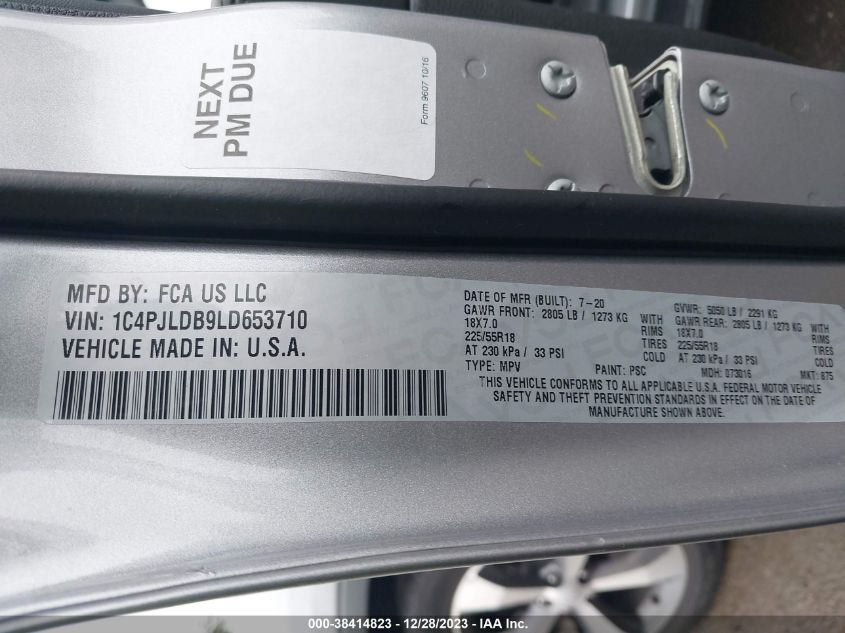 NEXT
PM DUE
Form 9607 10/16
MFD BY: FCA US LLC
VIN: 1C4PJLDB9LD653710
VEHICLE MADE IN: U.S.A.
DATE OF MFR (BUILT): 7-20 GVWR: 5050 LB / 2291 KG
GAWR FRONT: 2805 LB / 1273 KG WITH GAWR REAR: 2805 LB / 1273 KG WITH
18X7.0 RIMS 18X7.0 RIMS
225/55R18 TIRES 225/55R18 TIRES
AT 230 kPa / 33 PSI COLD AT 230 kPa / 33 PSI COLD
TYPE: MPV PAINT: PSC MDH: 073016 MKT: 875
THIS VEHICLE CONFORMS TO ALL APPLICABLE U.S.A. FEDERAL MOTOR VEHICLE
SAFETY AND THEFT PREVENTION STANDARDS IN EFFECT ON THE DATE OF
MANUFACTURE SHOWN ABOVE.
000-38414823 - 12/28/2023 - IAA Inc.